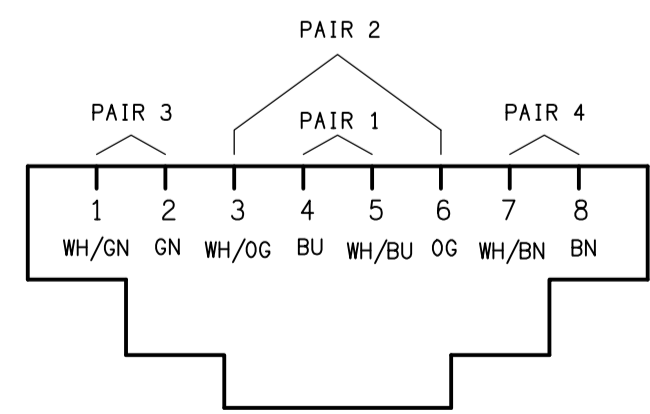 PAIR 2
PAIR 3
PAIR 1
PAIR 4
1 2 3 4 5 6 7 8
WH/GN GN WH/OG BU WH/BU OG WH/BN BN